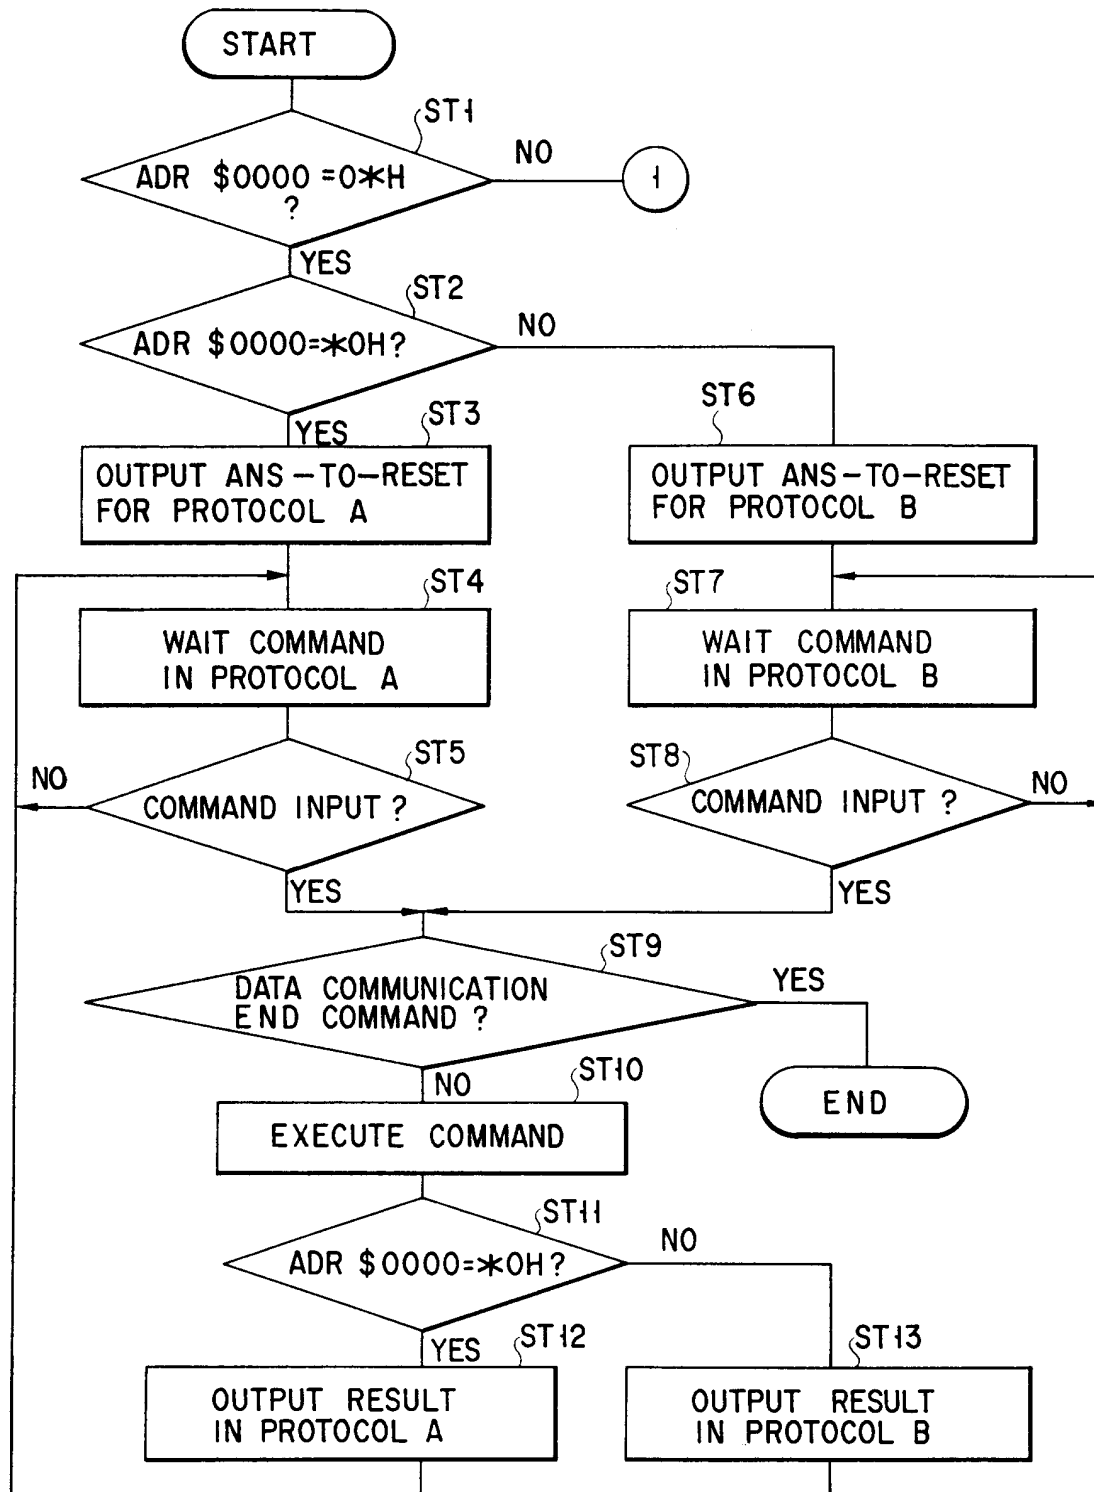 START
ST1
ADR $0000=0*H
?
NO
1
YES
ST2
ADR $0000=*0H?
NO
YES
ST3
OUTPUT ANS-TO-RESET
FOR PROTOCOL A
ST6
OUTPUT ANS-TO-RESET
FOR PROTOCOL B
ST4
WAIT COMMAND
IN PROTOCOL A
ST7
WAIT COMMAND
IN PROTOCOL B
ST5
COMMAND INPUT?
NO
YES
ST8
COMMAND INPUT?
NO
YES
ST9
DATA COMMUNICATION
END COMMAND?
YES
END
NO
ST10
EXECUTE COMMAND
ST11
ADR $0000=*0H?
NO
YES
ST12
OUTPUT RESULT
IN PROTOCOL A
ST13
OUTPUT RESULT
IN PROTOCOL B